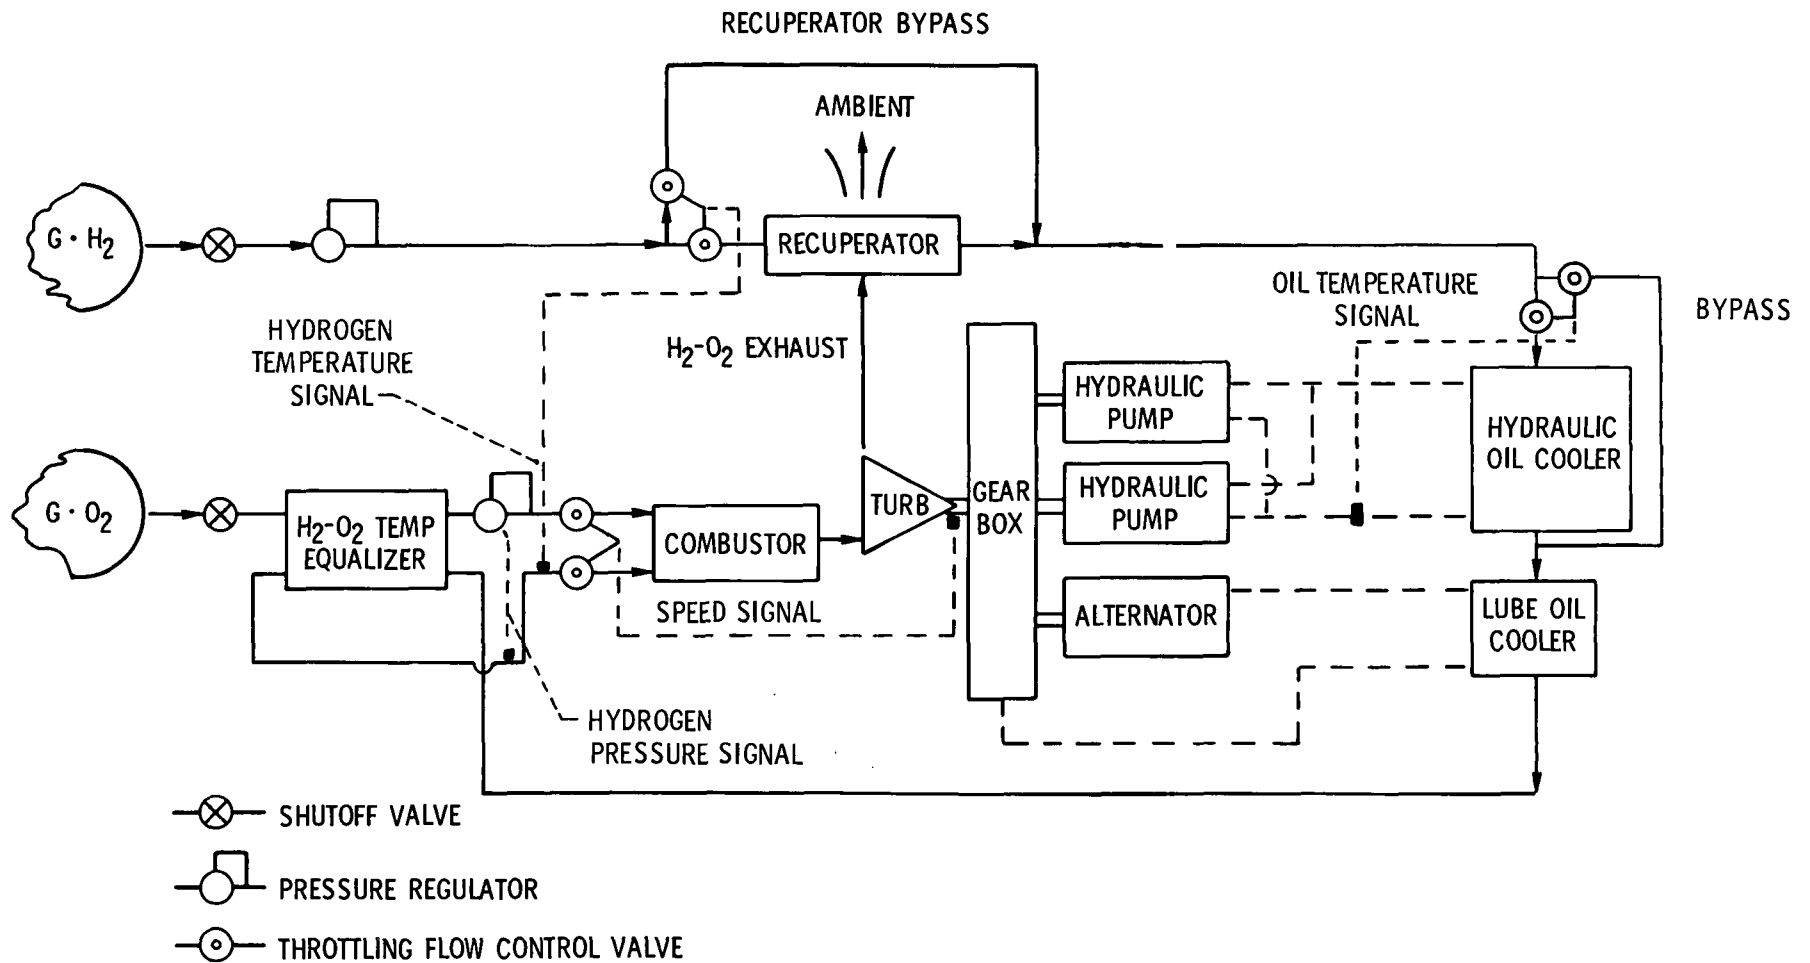 RECUPERATOR BYPASS
AMBIENT
G · H2
RECUPERATOR
OIL TEMPERATURE
SIGNAL
BYPASS
HYDROGEN
TEMPERATURE
SIGNAL
H2-O2 EXHAUST
HYDRAULIC
PUMP
HYDRAULIC
OIL COOLER
G · O2
H2-O2 TEMP
EQUALIZER
COMBUSTOR
TURB
GEAR
BOX
HYDRAULIC
PUMP
SPEED SIGNAL
ALTERNATOR
LUBE OIL
COOLER
HYDROGEN
PRESSURE SIGNAL
SHUTOFF VALVE
PRESSURE REGULATOR
THROTTLING FLOW CONTROL VALVE